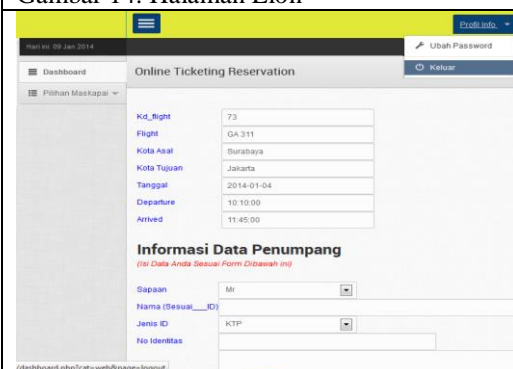 Gambar 14. Halaman Lion
Profil Info
Hari ini: 09 Jan 2014
Ubah Password
Keluar
Dashboard
Pilihan Maskapai
Online Ticketing Reservation
Kd_flight 73
Flight GA 311
Kota Asal Surabaya
Kota Tujuan Jakarta
Tanggal 2014-01-04
Departure 10:10:00
Arrived 11:45:00
Informasi Data Penumpang
(Isi Data Anda Sesuai Form Dibawah ini)
Sapaan Mr
Nama (Sesuai___ID)
Jenis ID KTP
No Identitas
/dashboard.php?cat=web&page=logout